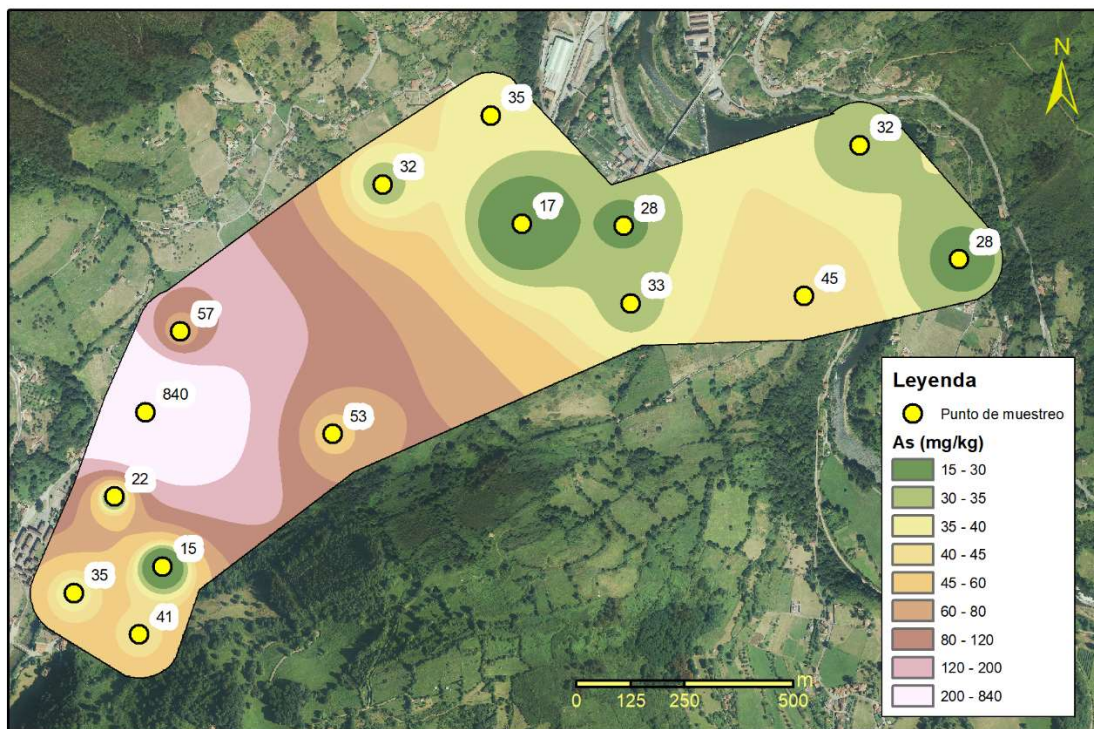 N
35
32
32
17
28
28
33
45
57
840
53
22
15
35
41
Leyenda
Punto de muestreo
As (mg/kg)
15 - 30
30 - 35
35 - 40
40 - 45
45 - 60
60 - 80
80 - 120
120 - 200
200 - 840
m
0 125 250 500